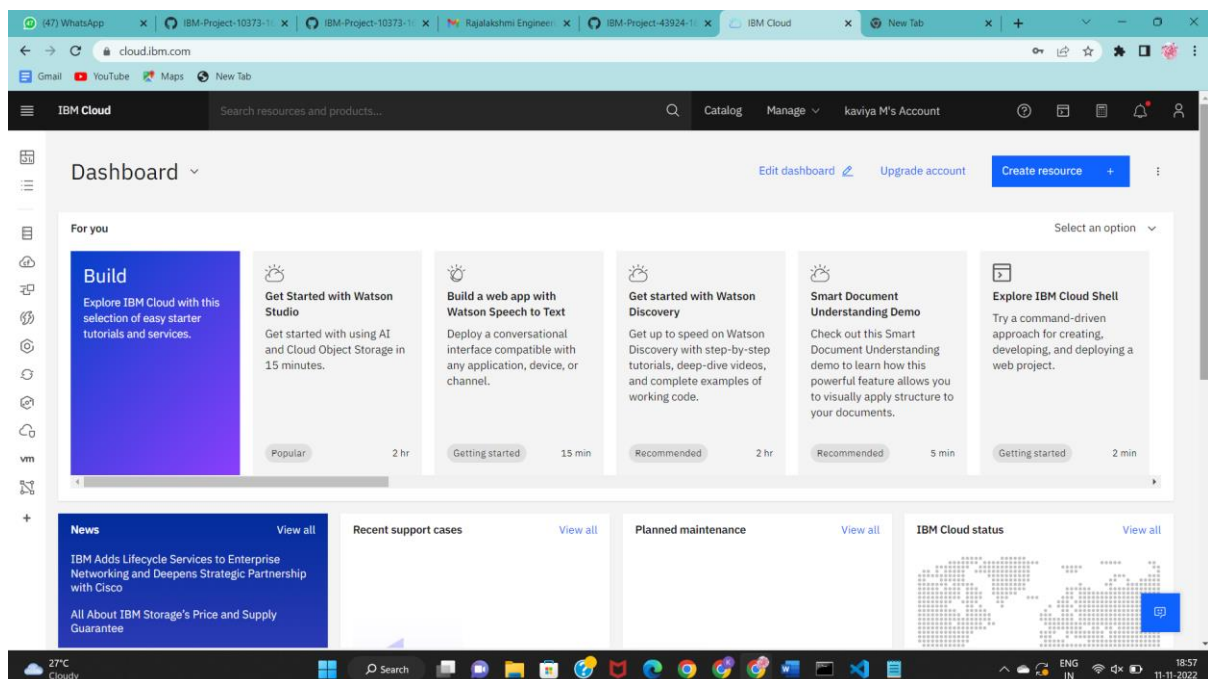 (47) WhatsApp
IBM-Project-10373-1
IBM-Project-10373-1
Rajalakshmi Engineer
IBM-Project-43924-1
IBM Cloud
New Tab
cloud.ibm.com
Gmail
YouTube
Maps
New Tab
IBM Cloud
Search resources and products...
Catalog
Manage
kaviya M's Account
Dashboard
Edit dashboard
Upgrade account
Create resource +
For you
Select an option
Build
Explore IBM Cloud with this
selection of easy starter
tutorials and services.
Get Started with Watson
Studio
Get started with using AI
and Cloud Object Storage in
15 minutes.
Popular
2 hr
Build a web app with
Watson Speech to Text
Deploy a conversational
interface compatible with
any application, device, or
channel.
Getting started
15 min
Get started with Watson
Discovery
Get up to speed on Watson
Discovery with step-by-step
tutorials, deep-dive videos,
and complete examples of
working code.
Recommended
2 hr
Smart Document
Understanding Demo
Check out this Smart
Document Understanding
demo to learn how this
powerful feature allows you
to visually apply structure to
your documents.
Recommended
5 min
Explore IBM Cloud Shell
Try a command-driven
approach for creating,
developing, and deploying a
web project.
Getting started
2 min
vm
News
View all
IBM Adds Lifecycle Services to Enterprise
Networking and Deepens Strategic Partnership
with Cisco
All About IBM Storage's Price and Supply
Guarantee
Recent support cases
View all
Planned maintenance
View all
IBM Cloud status
View all
27°C
Cloudy
Search
ENG
IN
18:57
11-11-2022